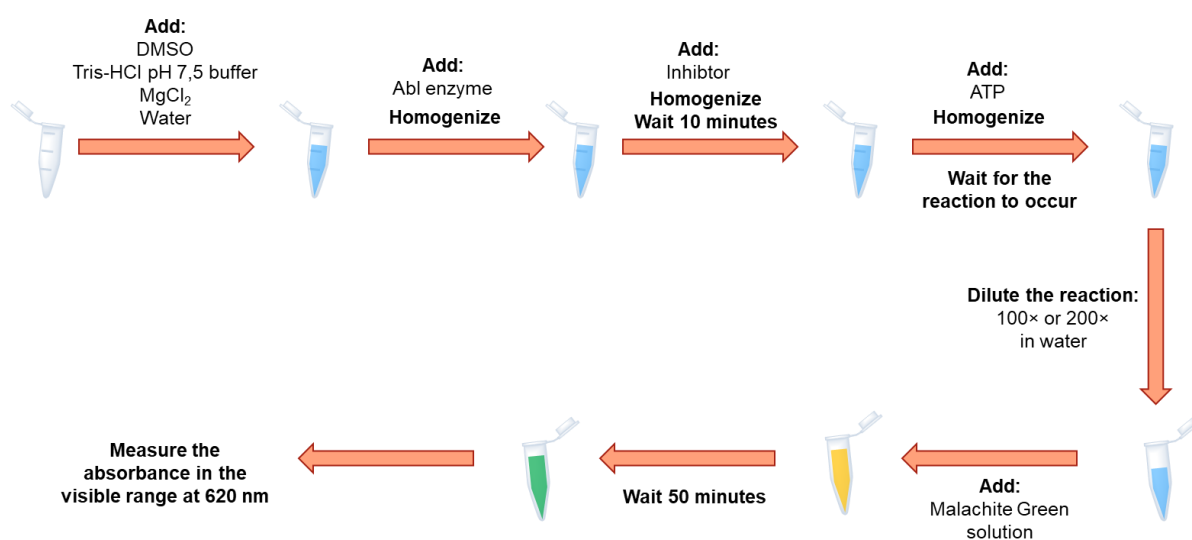 Add:
DMSO
Tris-HCl pH 7,5 buffer
MgCl₂
Water
Add:
Abl enzyme
Homogenize
Add:
Inhibtor
Homogenize
Wait 10 minutes
Add:
ATP
Homogenize
Wait for the
reaction to occur
Dilute the reaction:
100× or 200×
in water
Add:
Malachite Green
solution
Wait 50 minutes
Measure the
absorbance in the
visible range at 620 nm